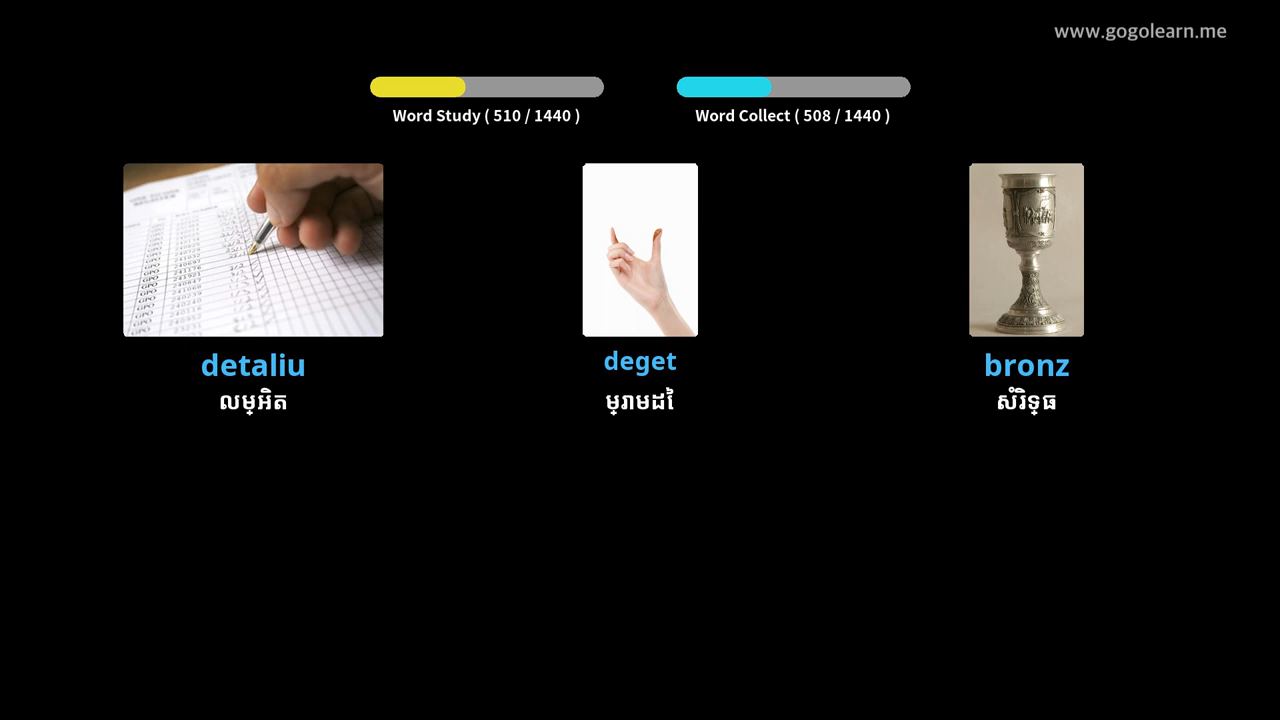 www.gogolearn.me
Word Study ( 510 / 1440 )
Word Collect ( 508 / 1440 )
detaliu
លម្អិត
deget
ម្រាមដៃ
bronz
សំរិទ្ធ